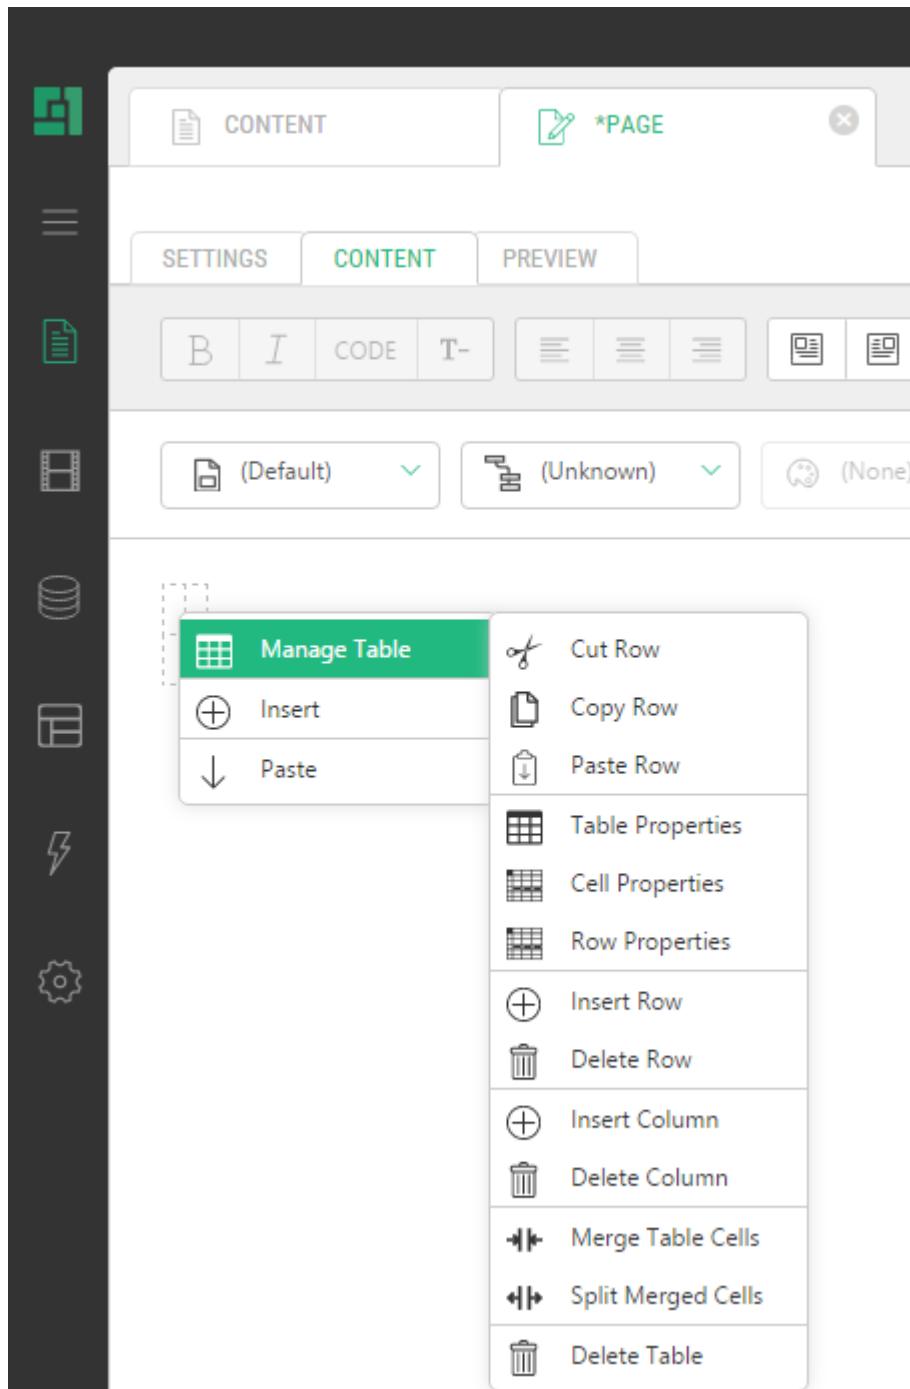 CONTENT
*PAGE
SETTINGS
CONTENT
PREVIEW
B I CODE T-
(Default)
(Unknown)
(None)
Manage Table
Insert
Paste
Cut Row
Copy Row
Paste Row
Table Properties
Cell Properties
Row Properties
Insert Row
Delete Row
Insert Column
Delete Column
Merge Table Cells
Split Merged Cells
Delete Table